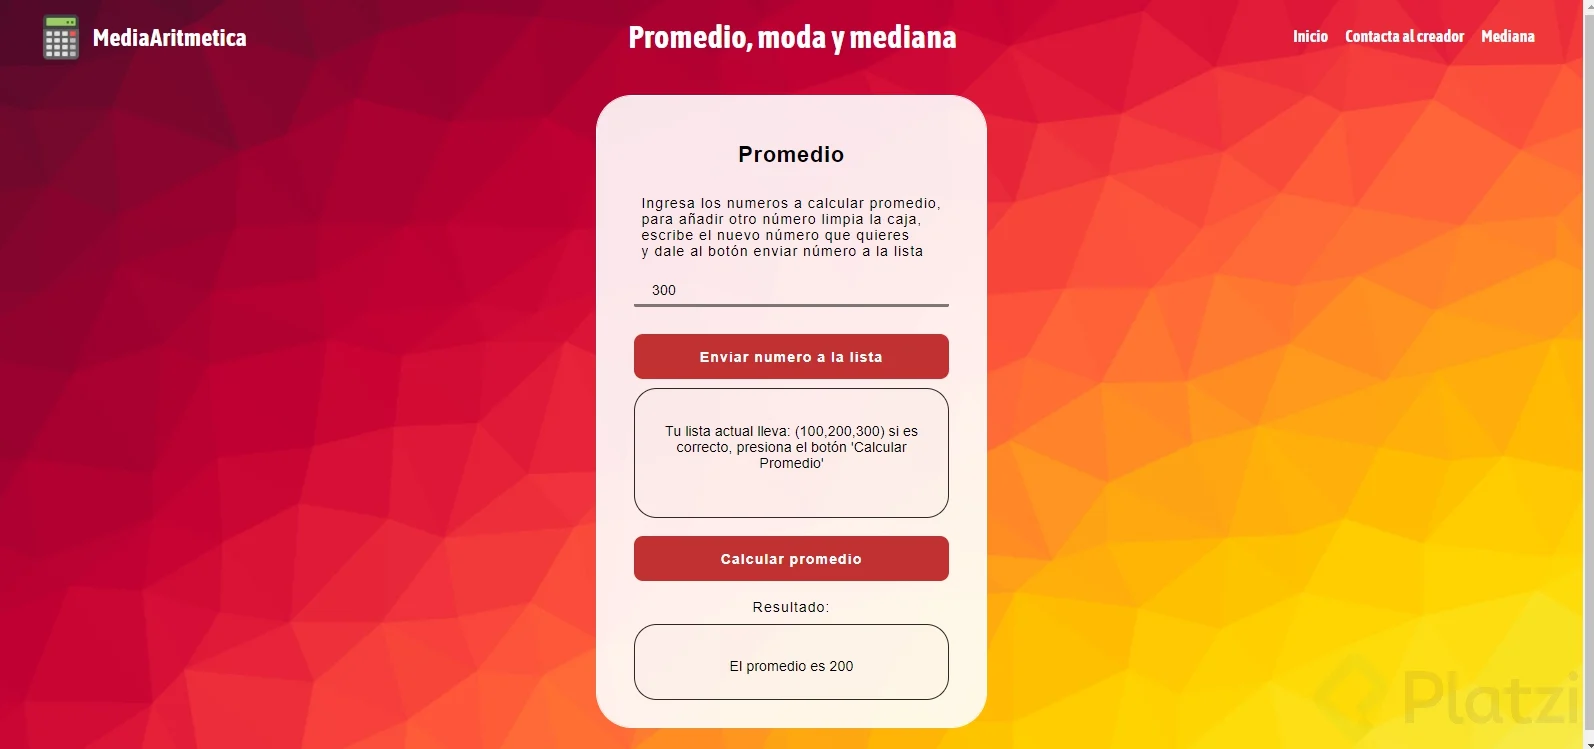 MediaAritmetica
Promedio, moda y mediana
Inicio
Contacta al creador
Mediana
Promedio
Ingresa los numeros a calcular promedio,
para añadir otro número limpia la caja,
escribe el nuevo número que quieres
y dale al botón enviar número a la lista
300
Enviar numero a la lista
Tu lista actual lleva: (100,200,300) si es
correcto, presiona el botón 'Calcular
Promedio'
Calcular promedio
Resultado:
El promedio es 200
Platzi